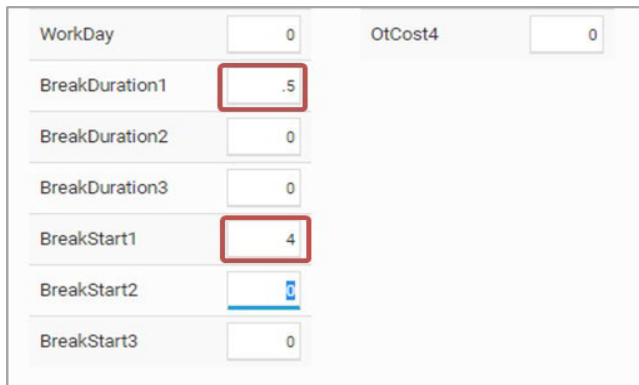 WorkDay 0 OtCost4 0
BreakDuration1 .5
BreakDuration2 0
BreakDuration3 0
BreakStart1 4
BreakStart2 0
BreakStart3 0